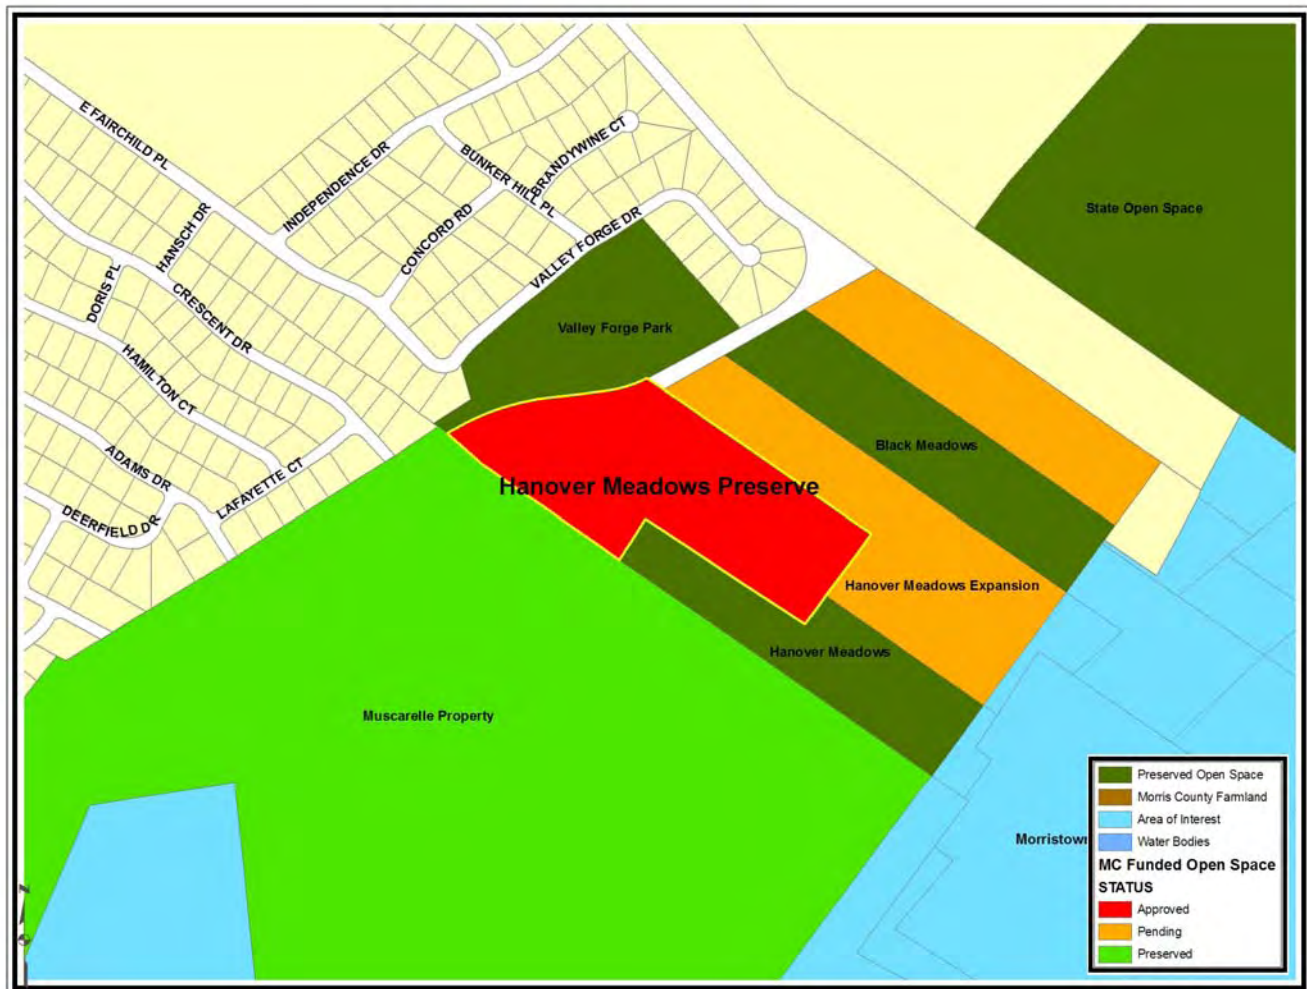 E FAIRCHILD PL
INDEPENDENCE DR
BUNKER HILL PL
BRANDYWINE CT
HANSCH DR
CONCORD RD
VALLEY FORGE DR
State Open Space
DORIS PL
CRESCENT DR
Valley Forge Park
HAMILTON CT
ADAMS DR
LAFAYETTE CT
DEERFIELD DR
Black Meadows
Hanover Meadows Preserve
Hanover Meadows Expansion
Hanover Meadows
Muscarelle Property
Morristown
Preserved Open Space
Morris County Farmland
Area of Interest
Water Bodies
MC Funded Open Space
STATUS
Approved
Pending
Preserved